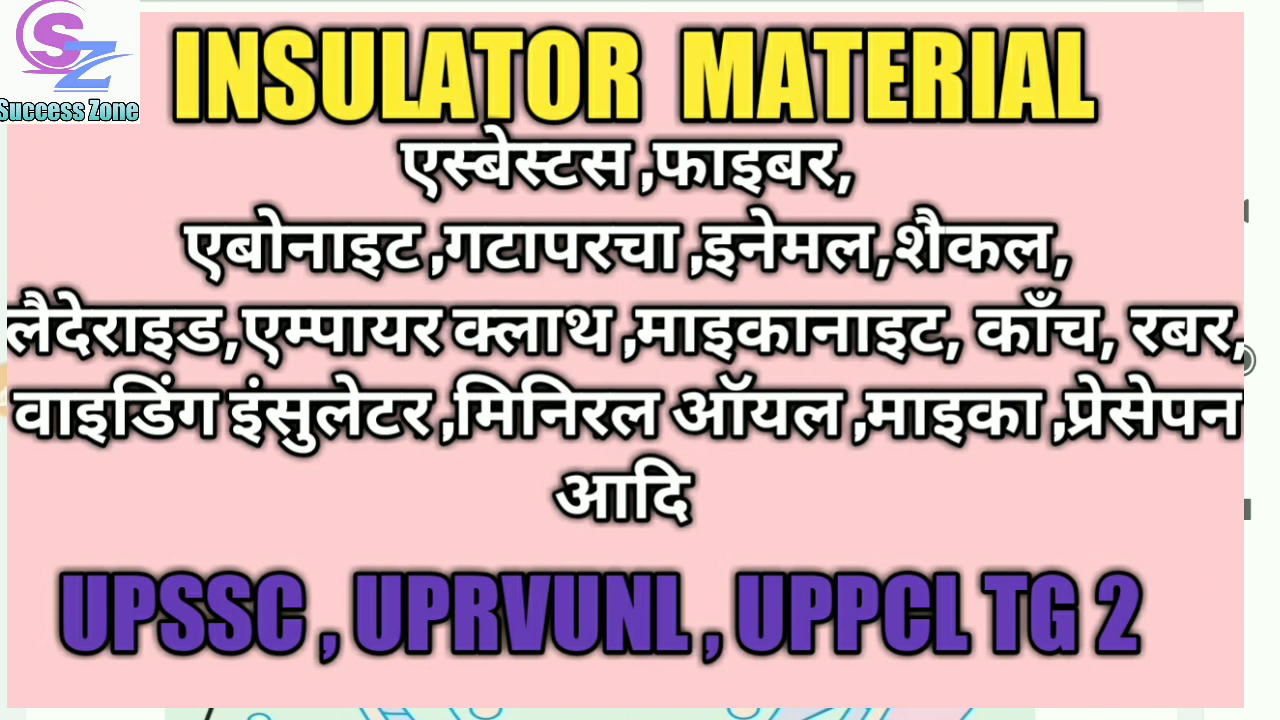 SZ
Success Zone
INSULATOR MATERIAL
एस्बेस्टस ,फाइबर,
एबोनाइट ,गटापरचा ,इनेमल,शैकल,
लैदेराइड,एम्पायर क्लाथ ,माइकानाइट, काँच, रबर,
वाइडिंग इंसुलेटर ,मिनिरल ऑयल ,माइका ,प्रेसेपन
आदि
UPSSC , UPRVUNL , UPPCL TG 2